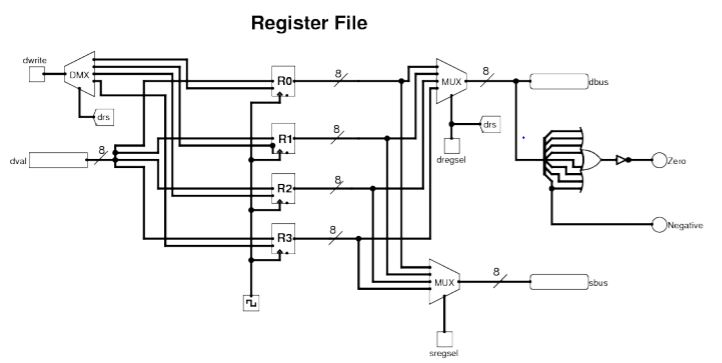 Register File
dwrite
DMX
drs
dval
8
R0
8
R1
8
R2
8
R3
8
MUX
8
dbus
drs
dregsel
Zero
Negative
MUX
8
sbus
sregsel